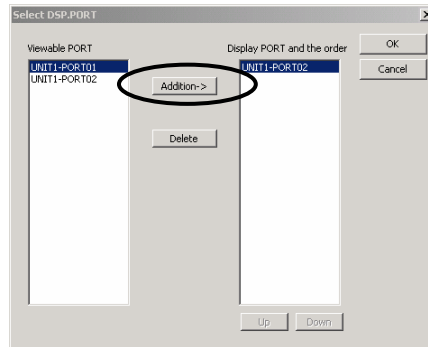 Select DSP.PORT
Viewable PORT
Display PORT and the order
OK
Cancel
UNIT1-PORT01
UNIT1-PORT02
UNIT1-PORT02
Addition->
Delete
Up
Down